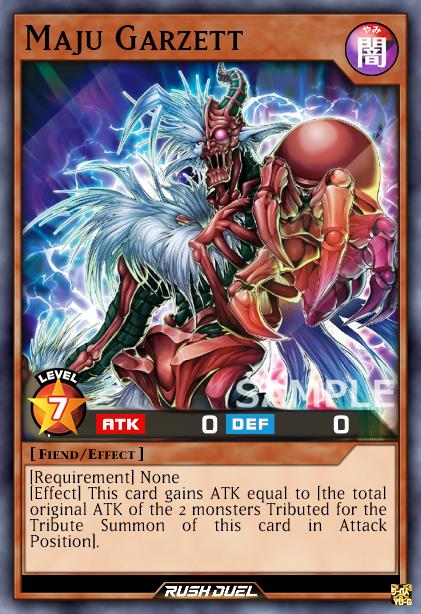 Maju Garzett
やみ
闇
SAMPLE
LEVEL
7
ATK 0 DEF 0
[Fiend/Effect]
[Requirement] None
[Effect] This card gains ATK equal to [the total
original ATK of the 2 monsters Tributed for the
Tribute Summon of this card in Attack
Position].
RUSH DUEL